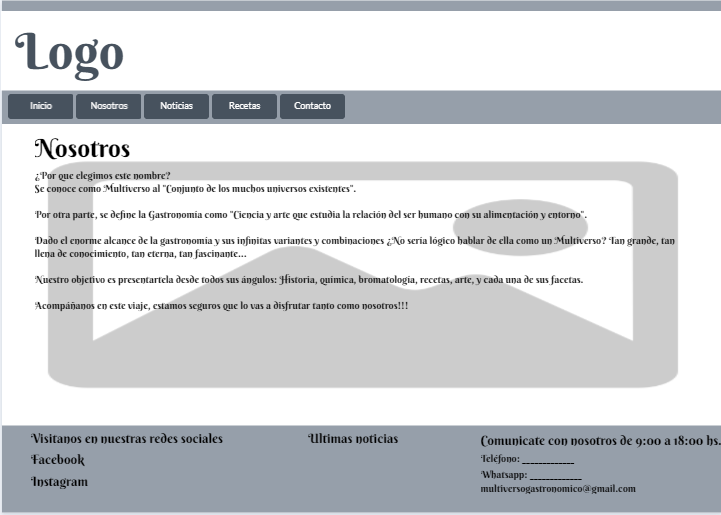 Logo
Inicio Nosotros Noticias Recetas Contacto
Nosotros
¿Por que elegimos este nombre?
Se conoce como Multiverso al "Conjunto de los muchos universos existentes".
Por otra parte, se define la Gastronomía como "Ciencia y arte que estudia la relación del ser humano con su alimentación y entorno".
Dado el enorme alcance de la gastronomía y sus infinitas variantes y combinaciones ¿No sería lógico hablar de ella como un Multiverso? Tan grande, tan
llena de conocimiento, tan eterna, tan fascinante...
Nuestro objetivo es presentartela desde todos sus ángulos: Historia, química, bromatología, recetas, arte, y cada una de sus facetas.
Acompáñanos en este viaje, estamos seguros que lo vas a disfrutar tanto como nosotros!!!
Visitanos en nuestras redes sociales
Facebook
Instagram
Ultimas noticias
Comunicate con nosotros de 9:00 a 18:00 hs.
Teléfono: _____________
Whatsapp: _____________
multiversogastronomico@gmail.com